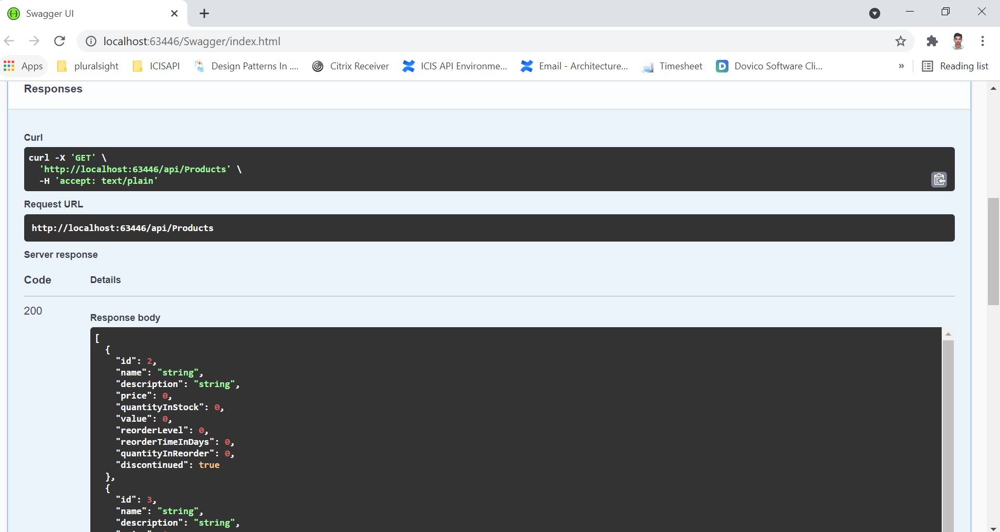 Swagger UI
localhost:63446/Swagger/index.html
Apps pluralsight ICISAPI Design Patterns In .... Citrix Receiver ICIS API Environme... Email - Architecture... Timesheet D Dovico Software Cli... » Reading list
Responses
Curl
curl -X 'GET' \
'http://localhost:63446/api/Products' \
-H 'accept: text/plain'
Request URL
http://localhost:63446/api/Products
Server response
Code Details
200
Response body
[
{
"id": 2,
"name": "string",
"description": "string",
"price": 0,
"quantityInStock": 0,
"value": 0,
"reorderLevel": 0,
"reorderTimeInDays": 0,
"quantityInReorder": 0,
"discontinued": true
},
{
"id": 3,
"name": "string",
"description": "string",